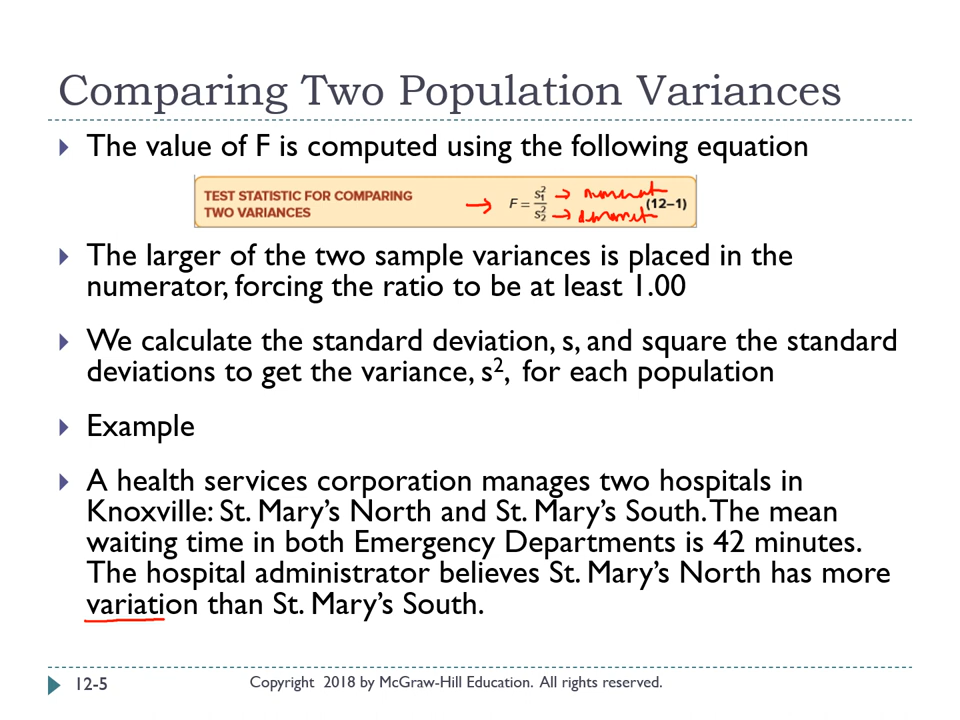 Comparing Two Population Variances
The value of F is computed using the following equation
TEST STATISTIC FOR COMPARING
TWO VARIANCES
F = s₁²/s₂² (12–1)
The larger of the two sample variances is placed in the
numerator, forcing the ratio to be at least 1.00
We calculate the standard deviation, s, and square the standard
deviations to get the variance, s², for each population
Example
A health services corporation manages two hospitals in
Knoxville: St. Mary’s North and St. Mary’s South. The mean
waiting time in both Emergency Departments is 42 minutes.
The hospital administrator believes St. Mary’s North has more
variation than St. Mary’s South.
12-5
Copyright 2018 by McGraw-Hill Education. All rights reserved.